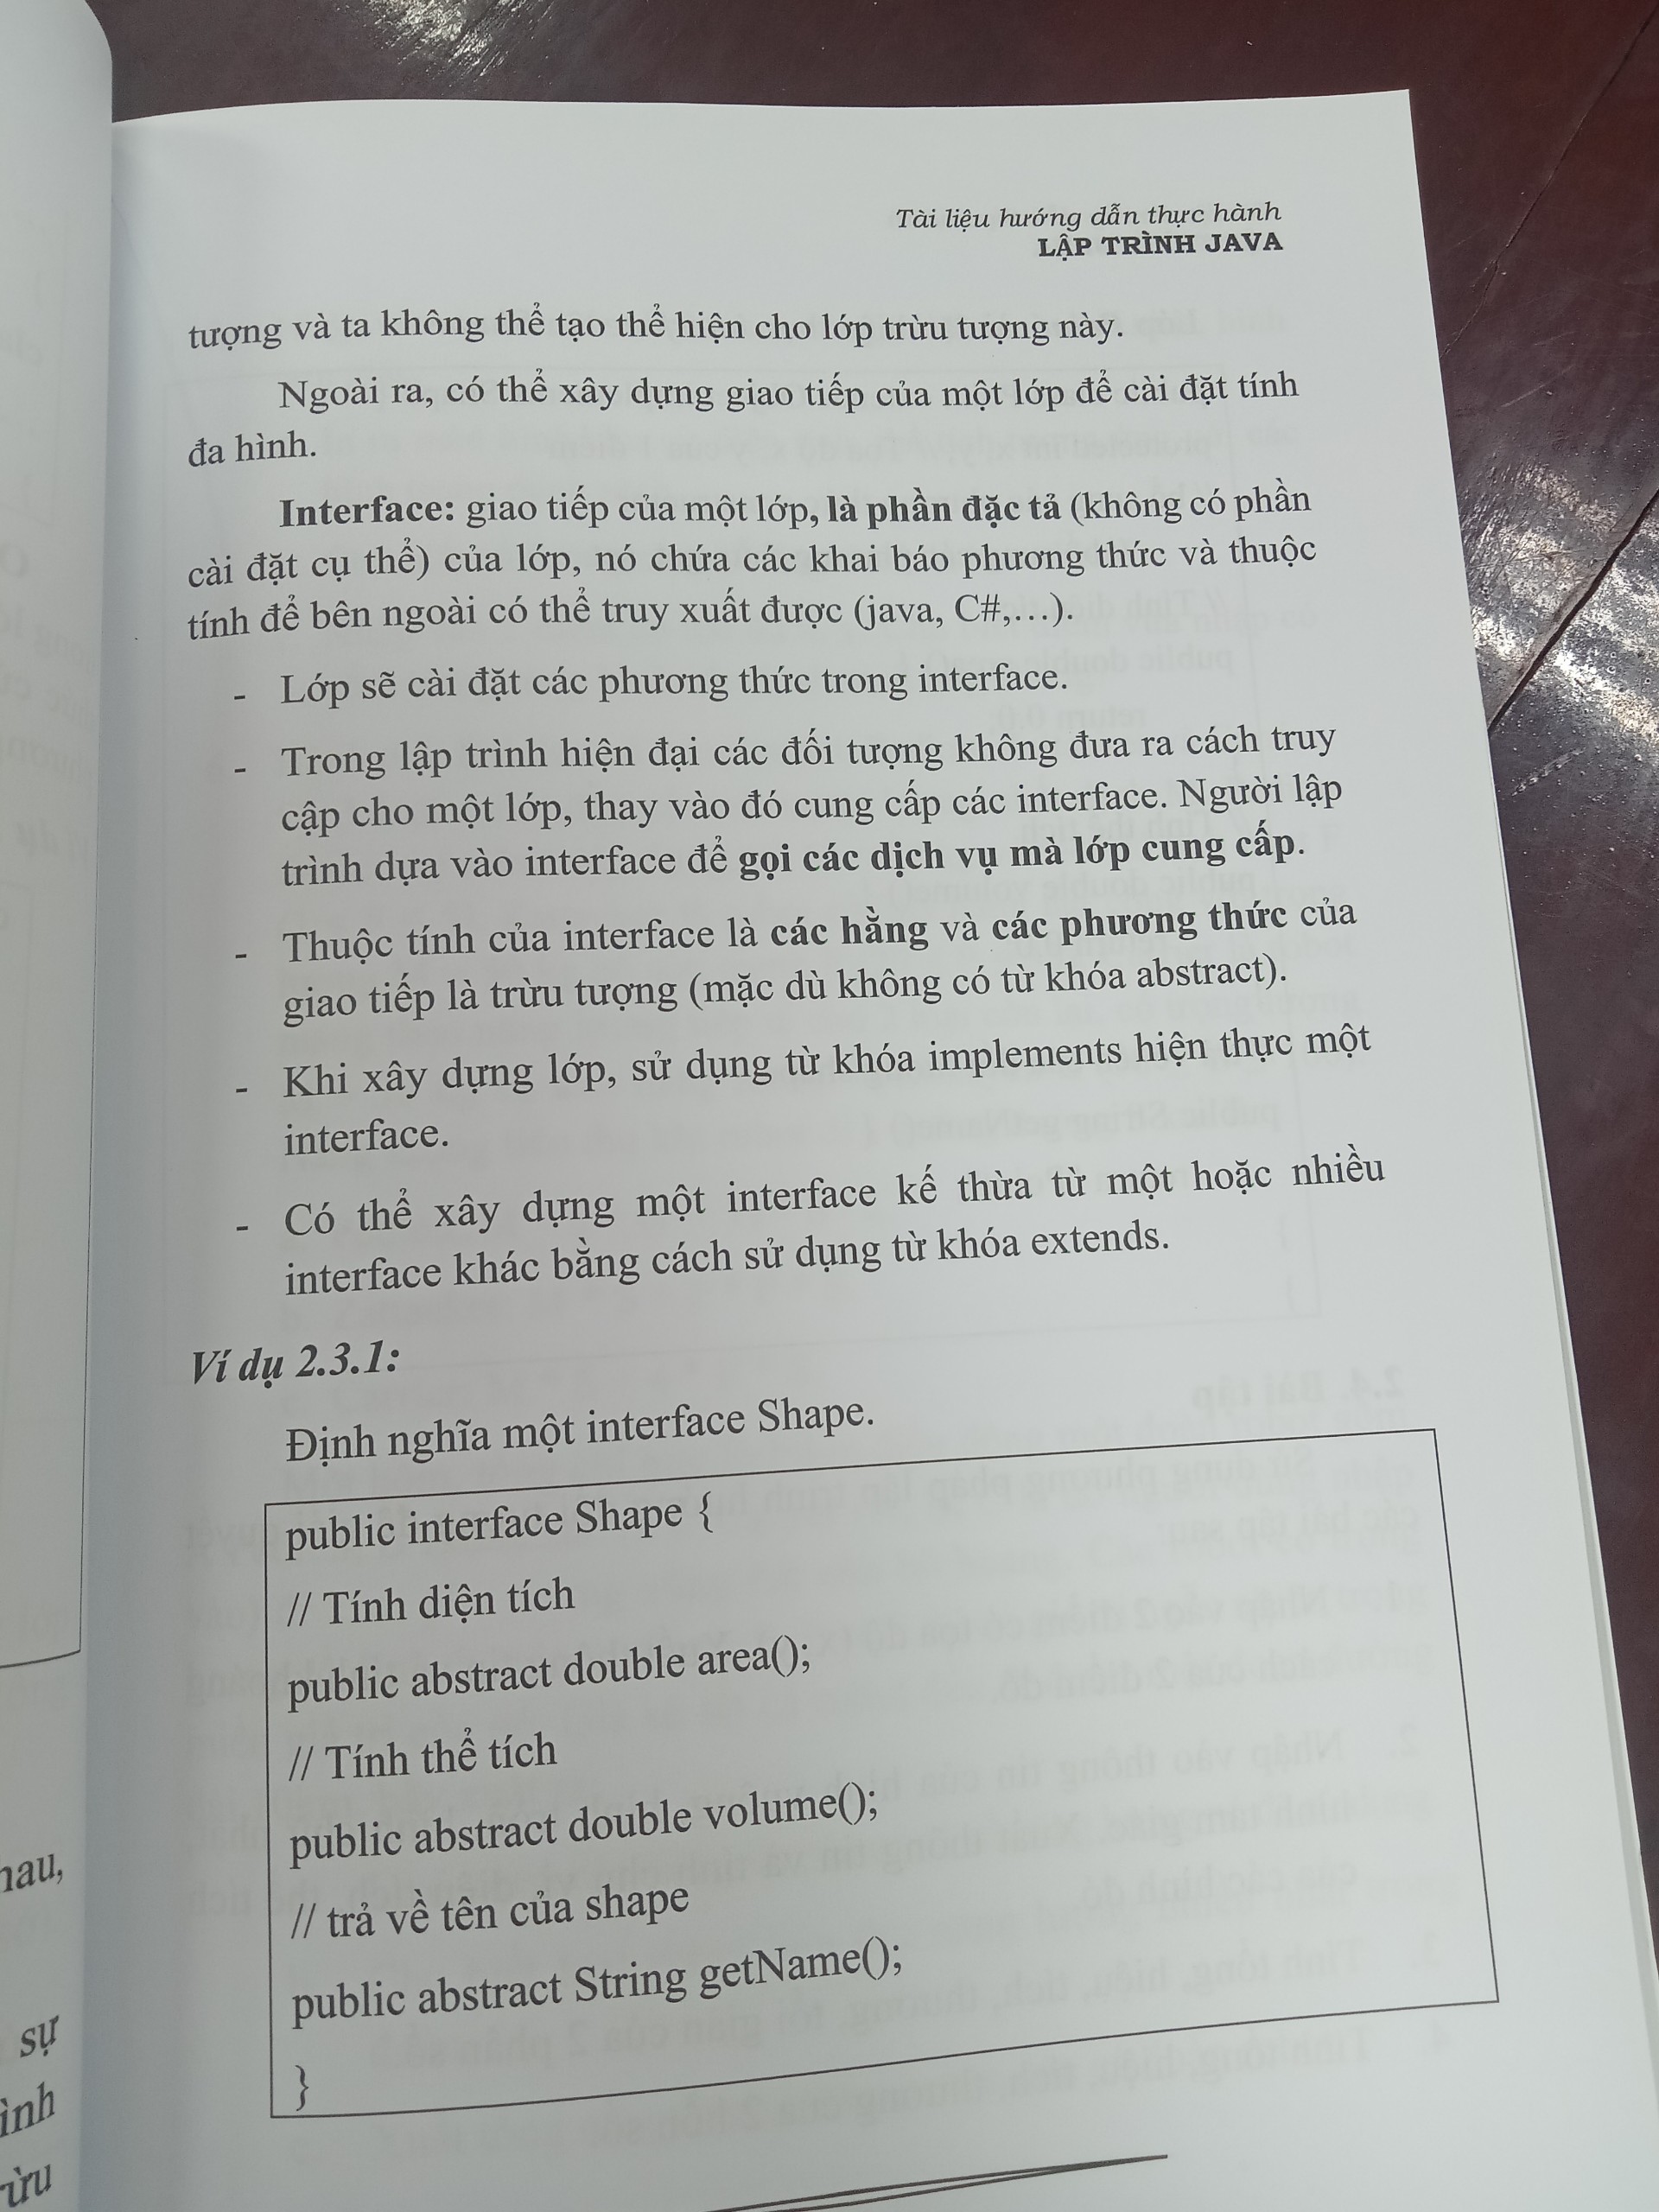 Tài liệu hướng dẫn thực hành
LẬP TRÌNH JAVA
tượng và ta không thể tạo thể hiện cho lớp trừu tượng này.
Ngoài ra, có thể xây dựng giao tiếp của một lớp để cài đặt tính
đa hình.
Interface: giao tiếp của một lớp, là phần đặc tả (không có phần
cài đặt cụ thể) của lớp, nó chứa các khai báo phương thức và thuộc
tính để bên ngoài có thể truy xuất được (java, C#,…).
- Lớp sẽ cài đặt các phương thức trong interface.
- Trong lập trình hiện đại các đối tượng không đưa ra cách truy
cập cho một lớp, thay vào đó cung cấp các interface. Người lập
trình dựa vào interface để gọi các dịch vụ mà lớp cung cấp.
- Thuộc tính của interface là các hằng và các phương thức của
giao tiếp là trừu tượng (mặc dù không có từ khóa abstract).
- Khi xây dựng lớp, sử dụng từ khóa implements hiện thực một
interface.
- Có thể xây dựng một interface kế thừa từ một hoặc nhiều
interface khác bằng cách sử dụng từ khóa extends.
Ví dụ 2.3.1:
Định nghĩa một interface Shape.
public interface Shape {
// Tính diện tích
public abstract double area();
// Tính thể tích
public abstract double volume();
// trả về tên của shape
public abstract String getName();
}
sự